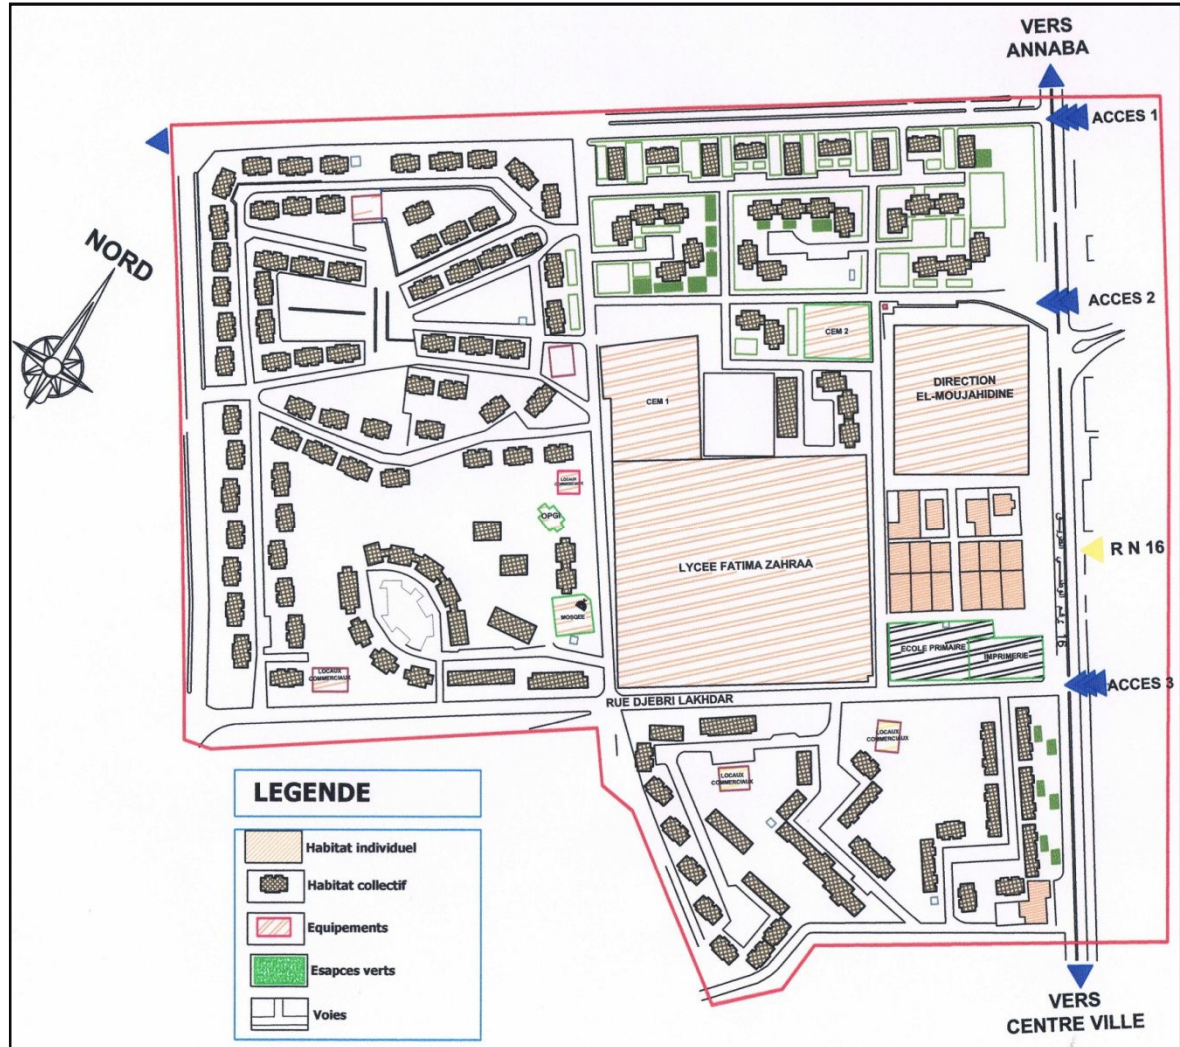 VERS
ANNABA
ACCES 1
NORD
ACCES 2
CEM 2
DIRECTION
EL-MOUJAHIDINE
CEM 1
LOCAUX
COMMERCIAUX
OPGI
R N 16
LYCEE FATIMA ZAHRAA
MOSQEE
ECOLE PRIMAIRE
IMPRIMERIE
LOCAUX
COMMERCIAUX
ACCES 3
RUE DJEBRI LAKHDAR
LOCAUX
COMMERCIAUX
LOCAUX
COMMERCIAUX
LEGENDE
Habitat individuel
Habitat collectif
Equipements
Esapces verts
Voies
VERS
CENTRE VILLE